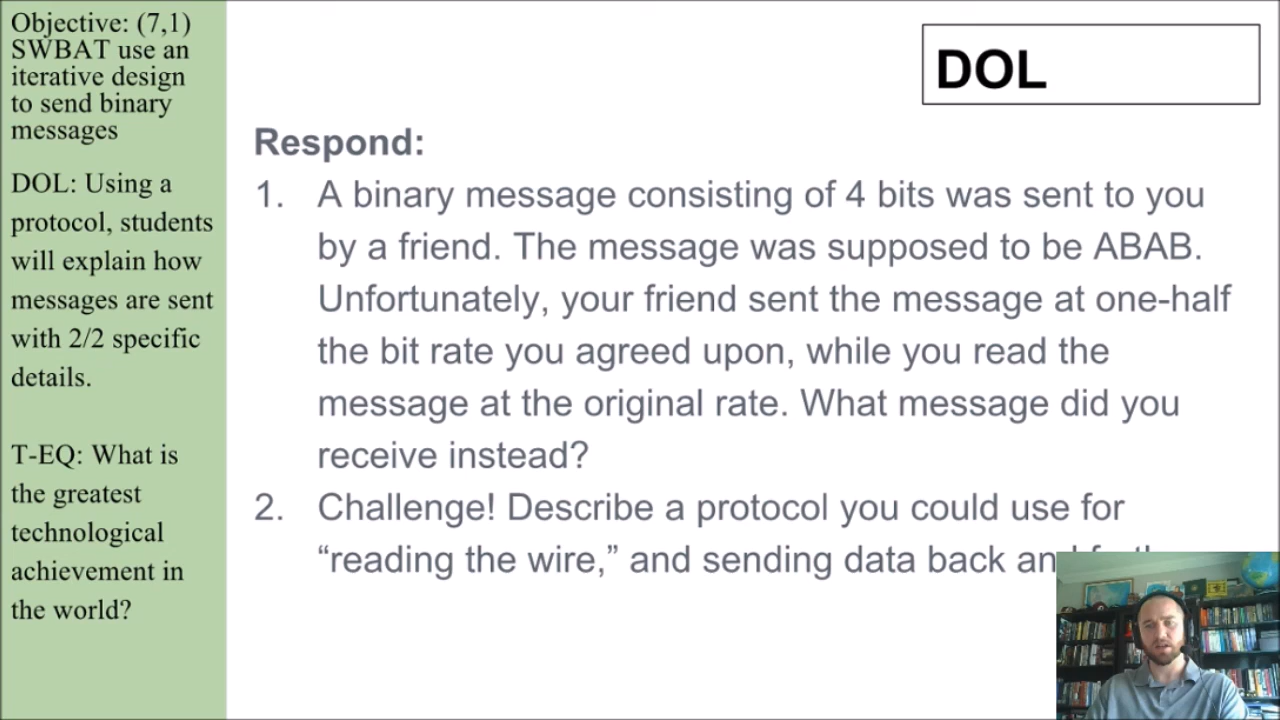 Objective: (7,1)
SWBAT use an
iterative design
to send binary
messages
DOL: Using a
protocol, students
will explain how
messages are sent
with 2/2 specific
details.
T-EQ: What is
the greatest
technological
achievement in
the world?
DOL
Respond:
1. A binary message consisting of 4 bits was sent to you
by a friend. The message was supposed to be ABAB.
Unfortunately, your friend sent the message at one-half
the bit rate you agreed upon, while you read the
message at the original rate. What message did you
receive instead?
2. Challenge! Describe a protocol you could use for
“reading the wire,” and sending data back